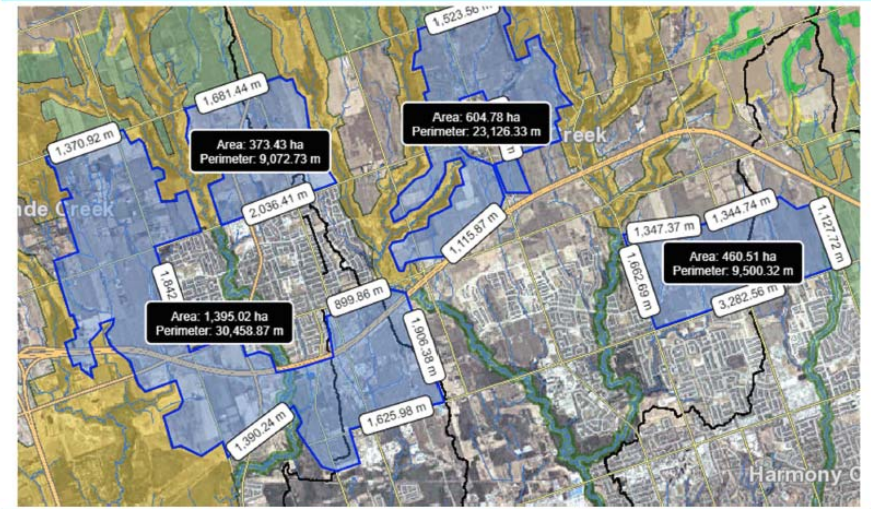 1,523.56 m
1,681.44 m
1,370.92 m
Area: 373.43 ha
Perimeter: 9,072.73 m
Area: 604.78 ha
Perimeter: 23,126.33 m
m
reek
nde Creek
2,036.41 m
1,115.87 m
1,347.37 m
1,344.74 m
1,127.72 m
Area: 460.51 ha
Perimeter: 9,500.32 m
1,662.69 m
3,282.56 m
1,842
899.86 m
Area: 1,395.02 ha
Perimeter: 30,458.87 m
1,906.38 m
1,625.98 m
1,390.24 m
Harmony C